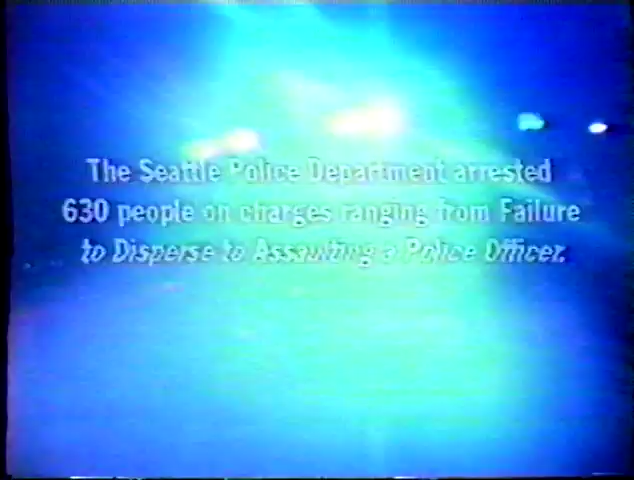 The Seattle Police Department arrested
630 people on charges ranging from Failure
to Disperse to Assaulting a Police Officer.